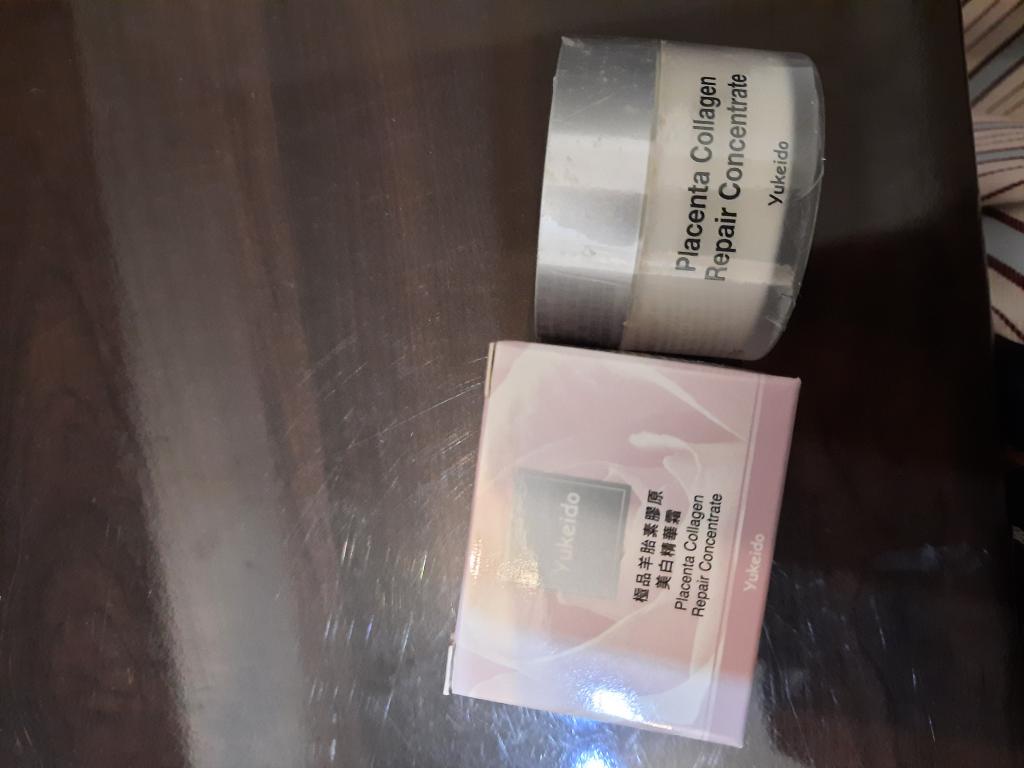 Placenta Collagen
Repair Concentrate
Yukeido
Yukeido
極品羊胎素膠原
美白精華霜
Placenta Collagen
Repair Concentrate
Yukeido